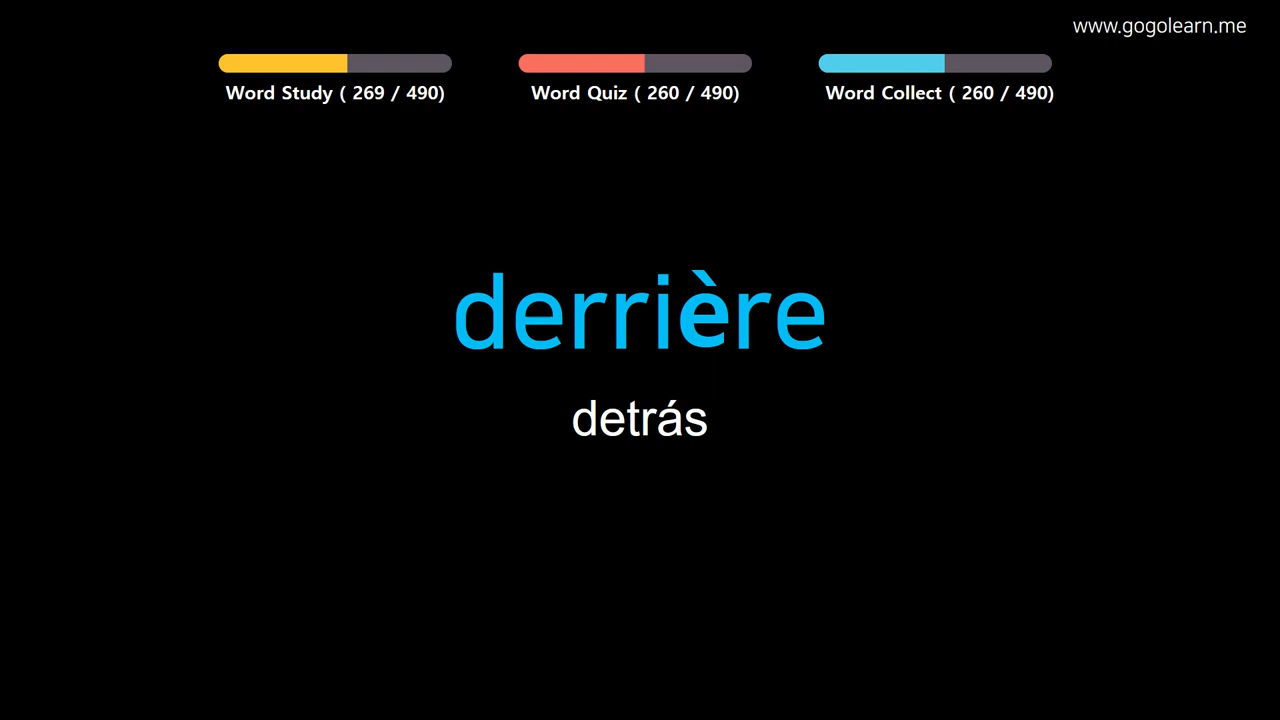 www.gogolearn.me
Word Study ( 269 / 490)
Word Quiz ( 260 / 490)
Word Collect ( 260 / 490)
derrière
detrás